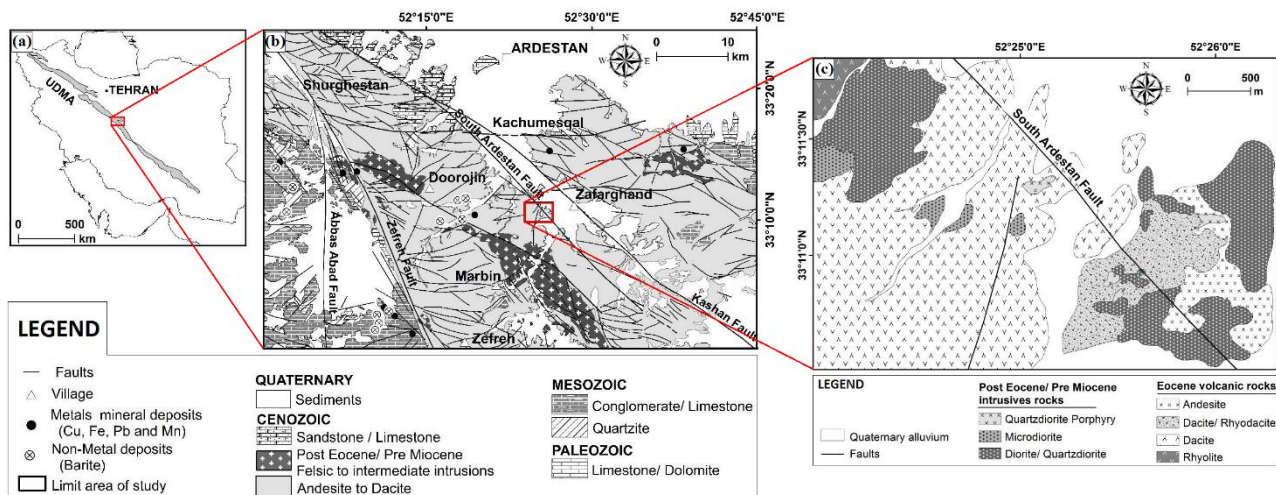 (a)
UDMA
-TEHRAN
0 500
km
52°15'0"E
52°30'0"E
52°45'0"E
(b)
ARDESTAN
0 10
km
N
W E
S
Shurghestan
South Ardestan Fault
Kachumesqal
Doorojin
Zafarghand
Abbas Abad Fault
Zefreh Fault
Marbin
Zefreh
Kashan Fault
33°20'0"N
33°10'0"N
52°25'0"E
52°26'0"E
(c)
N
W E
S
0 500
m
South Ardestan Fault
33°11'30"N
33°11'0"N
LEGEND
Faults
Village
Metals mineral deposits
(Cu, Fe, Pb and Mn)
Non-Metal deposits
(Barite)
Limit area of study
QUATERNARY
Sediments
CENOZOIC
Sandstone / Limestone
Post Eocene/ Pre Miocene
Felsic to intermediate intrusions
Andesite to Dacite
MESOZOIC
Conglomerate/ Limestone
Quartzite
PALEOZOIC
Limestone/ Dolomite
LEGEND
Quaternary alluvium
Faults
Post Eocene/ Pre Miocene
intrusives rocks
Quartzdiorite Porphyry
Microdiorite
Diorite/ Quartzdiorite
Eocene volcanic rocks
Andesite
Dacite/ Rhyodacite
Dacite
Rhyolite